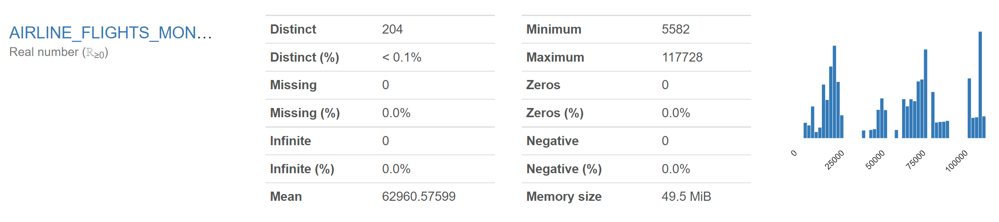 AIRLINE_FLIGHTS_MON…
Real number (ℝ≥0)
Distinct 204
Distinct (%) < 0.1%
Missing 0
Missing (%) 0.0%
Infinite 0
Infinite (%) 0.0%
Mean 62960.57599
Minimum 5582
Maximum 117728
Zeros 0
Zeros (%) 0.0%
Negative 0
Negative (%) 0.0%
Memory size 49.5 MiB
0 25000 50000 75000 100000